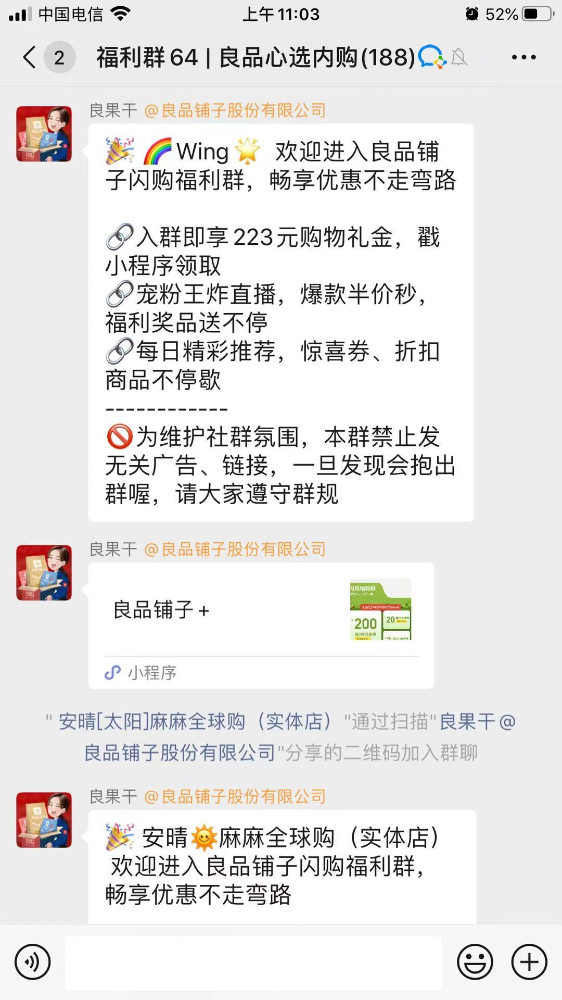 中国电信
上午11:03
52%
2
福利群64 | 良品心选内购(188)
良果干 @良品铺子股份有限公司
🎉 🌈Wing🌟 欢迎进入良品铺
子闪购福利群，畅享优惠不走弯路
🔗入群即享223元购物礼金，戳
小程序领取
🔗宠粉王炸直播，爆款半价秒，
福利奖品送不停
🔗每日精彩推荐，惊喜券、折扣
商品不停歇
------------
🚫为维护社群氛围，本群禁止发
无关广告、链接，一旦发现会抱出
群喔，请大家遵守群规
良果干 @良品铺子股份有限公司
良品铺子+
闪购福利群
200
满300元使用
20
小程序
" 安晴[太阳]麻麻全球购（实体店） "通过扫描"良果干@
良品铺子股份有限公司"分享的二维码加入群聊
良果干 @良品铺子股份有限公司
🎉 安晴🌞麻麻全球购（实体店）
欢迎进入良品铺子闪购福利群，
畅享优惠不走弯路